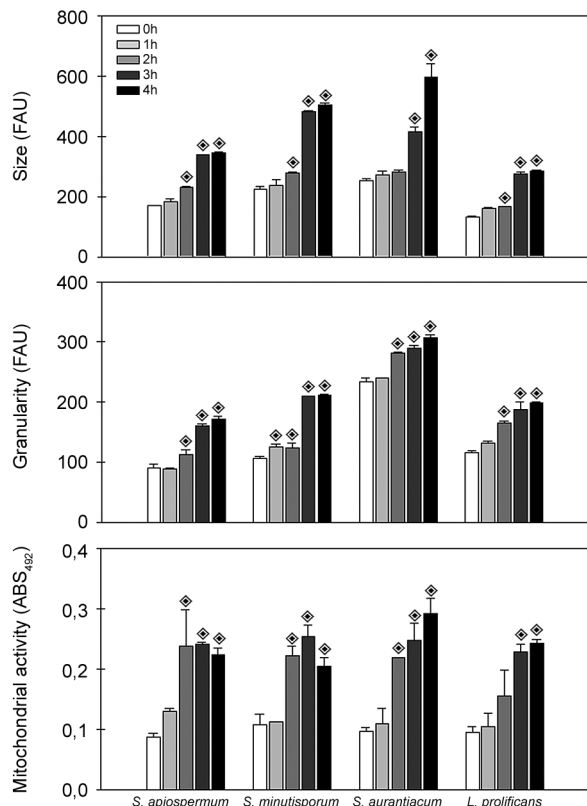 800
600
400
200
0
Size (FAU)
0h
1h
2h
3h
4h
400
300
200
100
0
Granularity (FAU)
0,4
0,3
0,2
0,1
0,0
Mitochondrial activity (ABS492)
S. apiospermum S. minutisporum S. aurantiacum L. prolificans